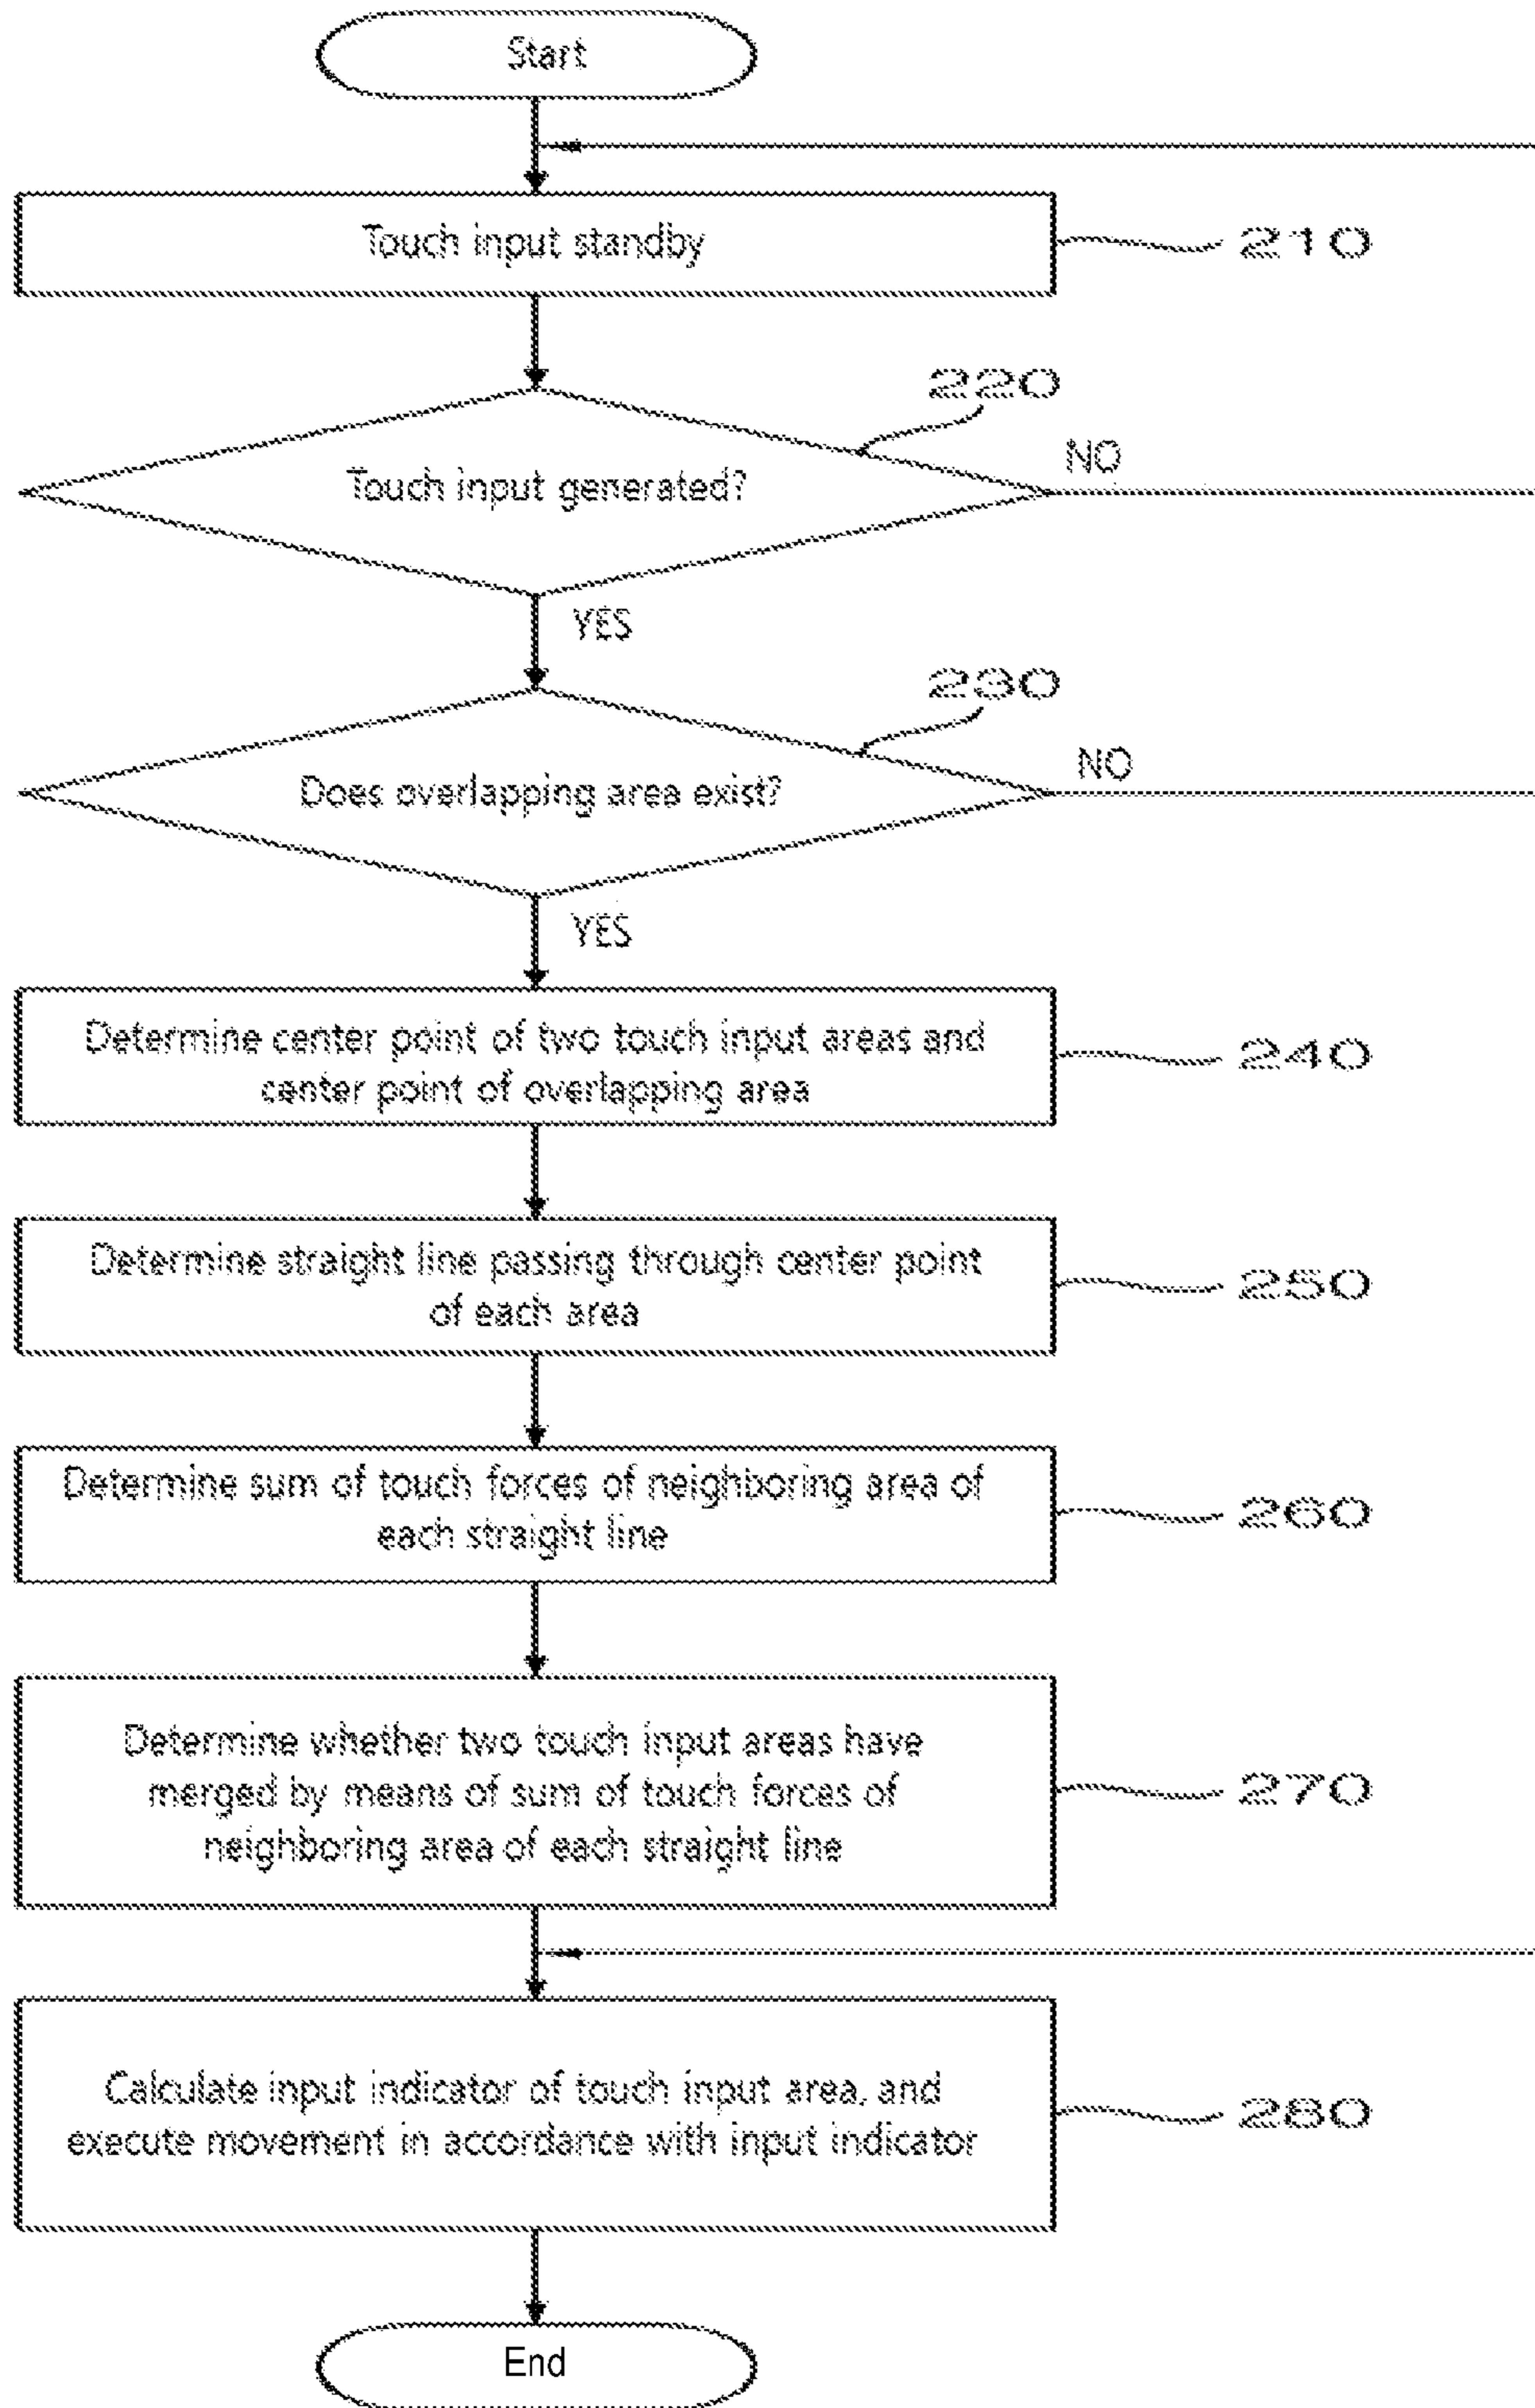 Start
Touch input standby
210
220
Touch input generated?
NO
YES
230
Does overlapping area exist?
NO
YES
Determine center point of two touch input areas and
center point of overlapping area
240
Determine straight line passing through center point
of each area
250
Determine sum of touch forces of neighboring area of
each straight line
260
Determine whether two touch input areas have
merged by means of sum of touch forces of
neighboring area of each straight line
270
Calculate input indicator of touch input area, and
execute movement in accordance with input indicator
280
End